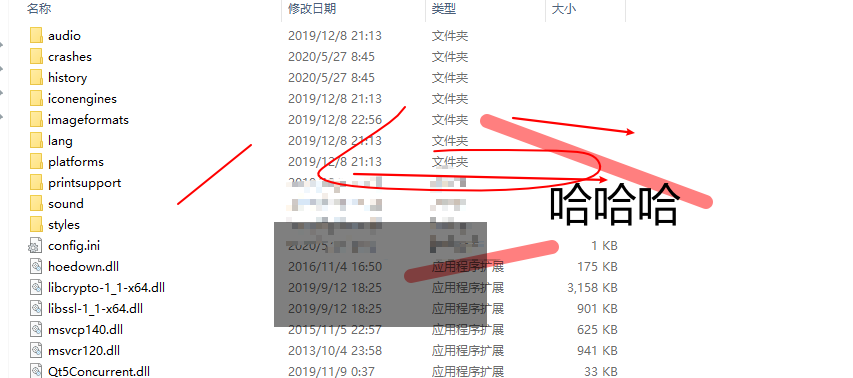 名称 修改日期 类型 大小
audio 2019/12/8 21:13 文件夹
crashes 2020/5/27 8:45 文件夹
history 2020/5/27 8:45 文件夹
iconengines 2019/12/8 21:13 文件夹
imageformats 2019/12/8 22:56 文件夹
lang 2019/12/8 21:13 文件夹
platforms 2019/12/8 21:13 文件夹
printsupport
sound 哈哈哈
styles
config.ini 2020/5 1 KB
hoedown.dll 2016/11/4 16:50 应用程序扩展 175 KB
libcrypto-1_1-x64.dll 2019/9/12 18:25 应用程序扩展 3,158 KB
libssl-1_1-x64.dll 2019/9/12 18:25 应用程序扩展 901 KB
msvcp140.dll 2015/11/5 22:57 应用程序扩展 625 KB
msvcr120.dll 2013/10/4 23:58 应用程序扩展 941 KB
Qt5Concurrent.dll 2019/11/9 0:37 应用程序扩展 33 KB